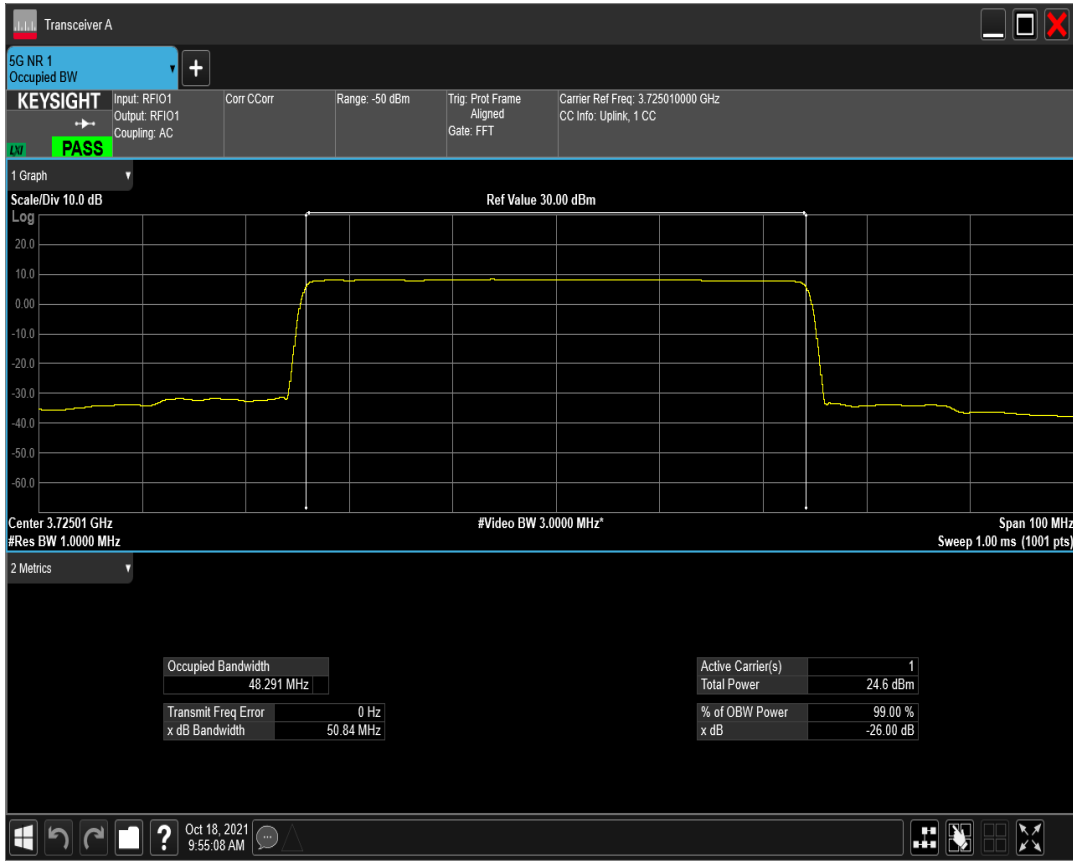 Transceiver A
5G NR 1
Occupied BW
KEYSIGHT
Input: RFIO1
Output: RFIO1
Coupling: AC
Corr CCorr
Range: -50 dBm
Trig: Prot Frame
Aligned
Gate: FFT
Carrier Ref Freq: 3.725010000 GHz
CC Info: Uplink, 1 CC
LXI
PASS
1 Graph
Scale/Div 10.0 dB
Ref Value 30.00 dBm
Log
20.0
10.0
0.00
-10.0
-20.0
-30.0
-40.0
-50.0
-60.0
Center 3.72501 GHz
#Video BW 3.0000 MHz*
Span 100 MHz
#Res BW 1.0000 MHz
Sweep 1.00 ms (1001 pts)
2 Metrics
Occupied Bandwidth
48.291 MHz
Transmit Freq Error 0 Hz
x dB Bandwidth 50.84 MHz
Active Carrier(s) 1
Total Power 24.6 dBm
% of OBW Power 99.00 %
x dB -26.00 dB
?
Oct 18, 2021
9:55:08 AM